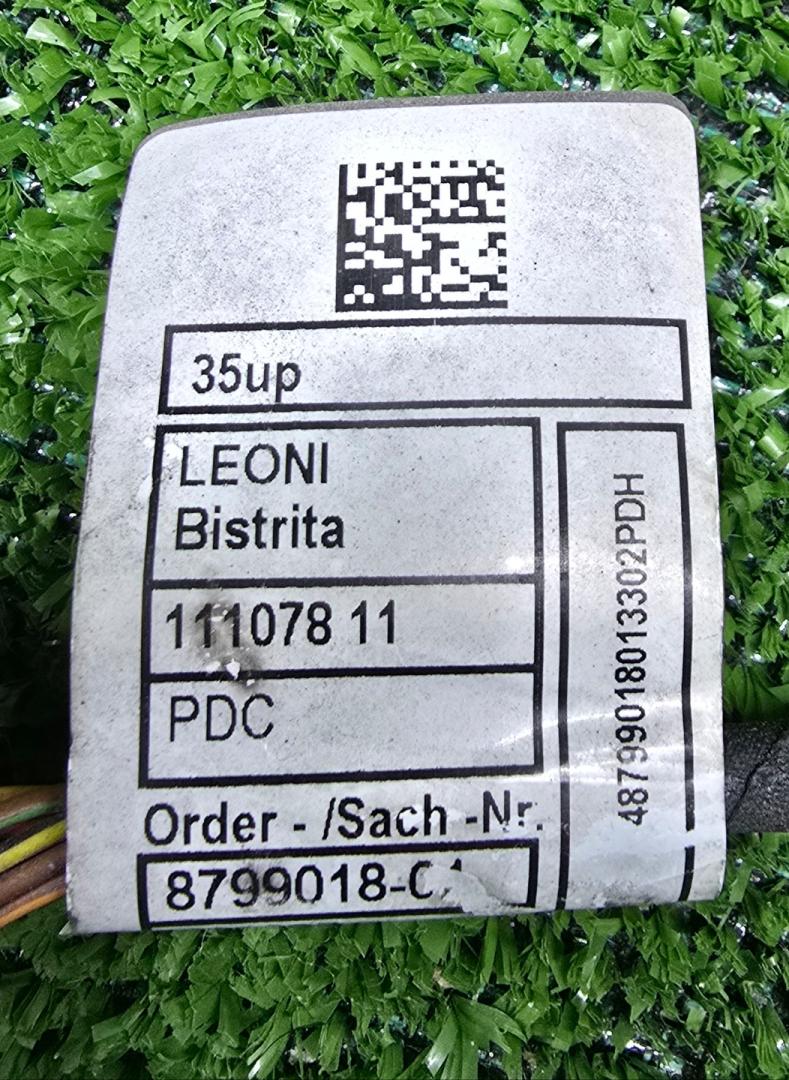 35up
LEONI
Bistrita
111078 11
PDC
Order - /Sach -Nr.
8799018-
48799018013302PDH